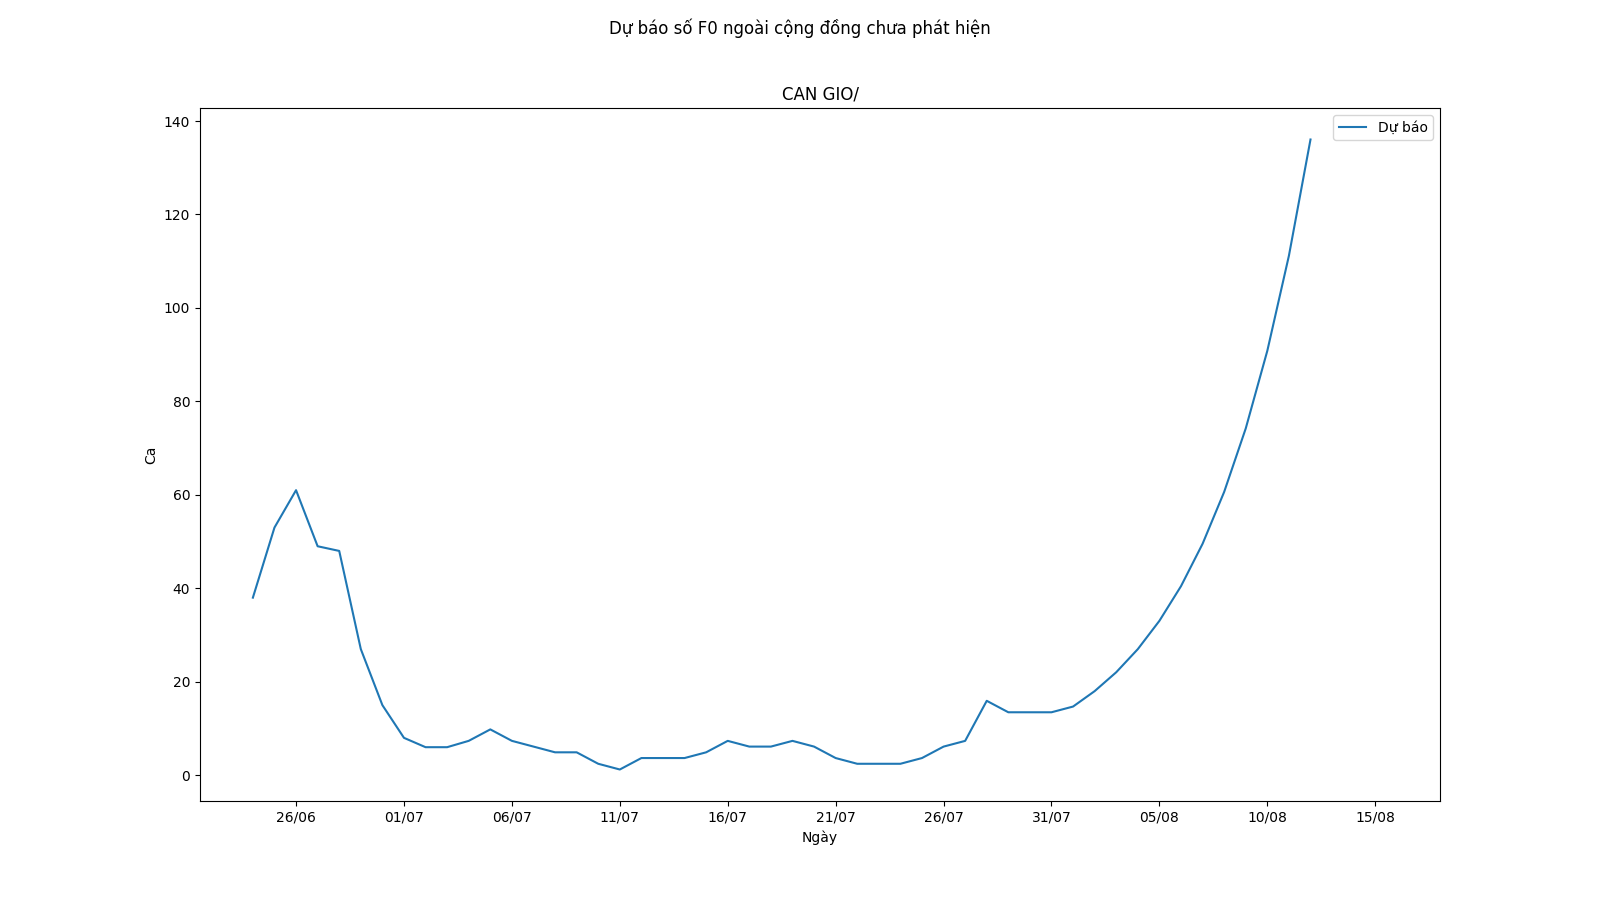 Dự báo số F0 ngoài cộng đồng chưa phát hiện
CAN GIO/
Dự báo
140
120
100
80
60
40
20
0
Ca
26/06 01/07 06/07 11/07 16/07 21/07 26/07 31/07 05/08 10/08 15/08
Ngày